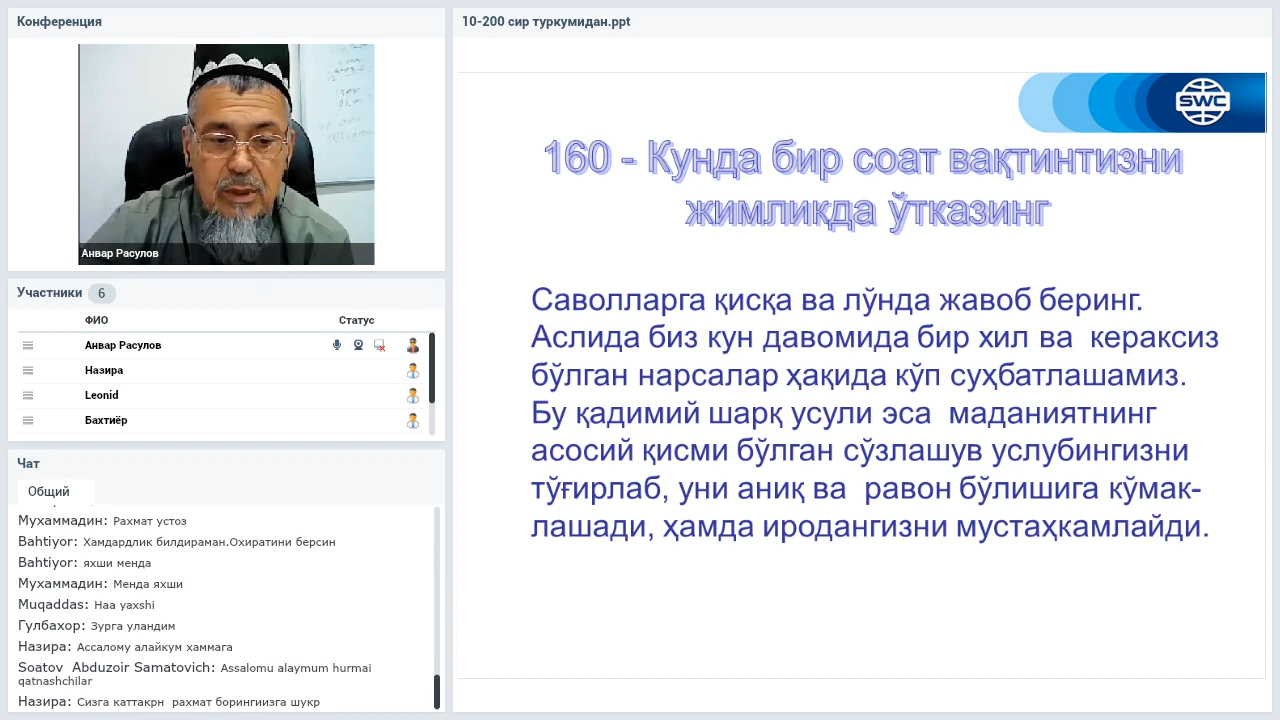 Конференция
Анвар Расулов
Участники 6
ФИО Статус
Анвар Расулов
Назира
Leonid
Бахтиёр
Чат
Общий
Мухаммадин: Рахмат устоз
Bahtiyor: Хамдардлик билдираман.Охиратини берсин
Bahtiyor: яхши менда
Мухаммадин: Менда яхши
Muqaddas: Haa yaxshi
Гулбахор: Зурга уландим
Назира: Ассалому алайкум хаммага
Soatov Abduzoir Samatovich: Assalomu alaymum hurmai
qatnashchilar
Назира: Сизга каттакрн рахмат борингиизга шукр
10-200 сир туркумидан.ppt
SWC
160 - Кунда бир соат вақтинтизни
жимликда ўтказинг
Саволларга қисқа ва лўнда жавоб беринг.
Аслида биз кун давомида бир хил ва кераксиз
бўлган нарсалар ҳақида кўп суҳбатлашамиз.
Бу қадимий шарқ усули эса маданиятнинг
асосий қисми бўлган сўзлашув услубингизни
тўғирлаб, уни аниқ ва равон бўлишига кўмак-
лашади, ҳамда иродангизни мустаҳкамлайди.